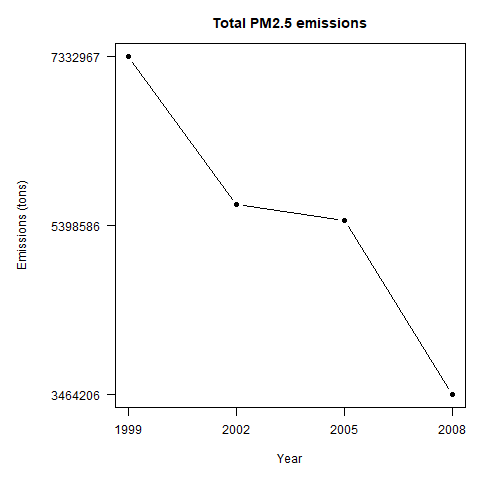 Total PM2.5 emissions
Emissions (tons)
7332967
5398586
3464206
1999 2002 2005 2008
Year